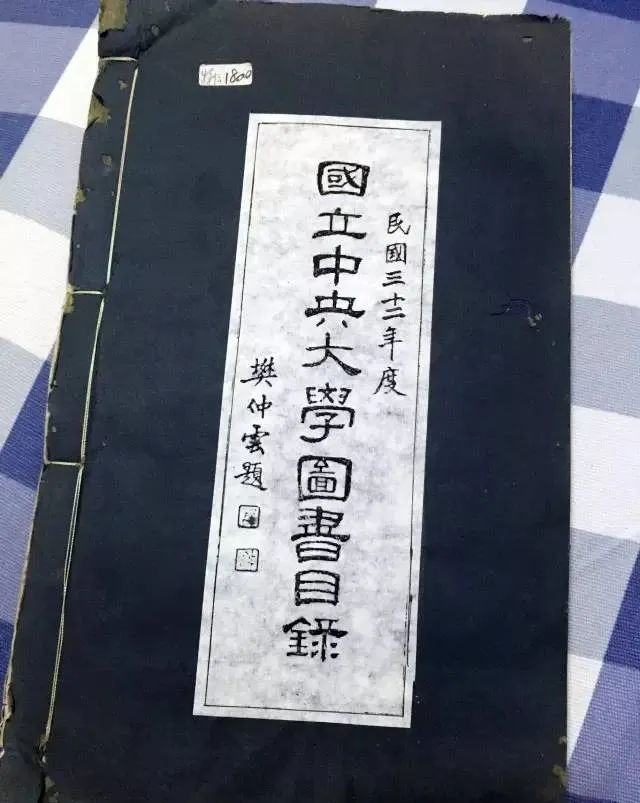 民國三十二年度
國立中央大學圖書目錄
樊仲雲題
1800